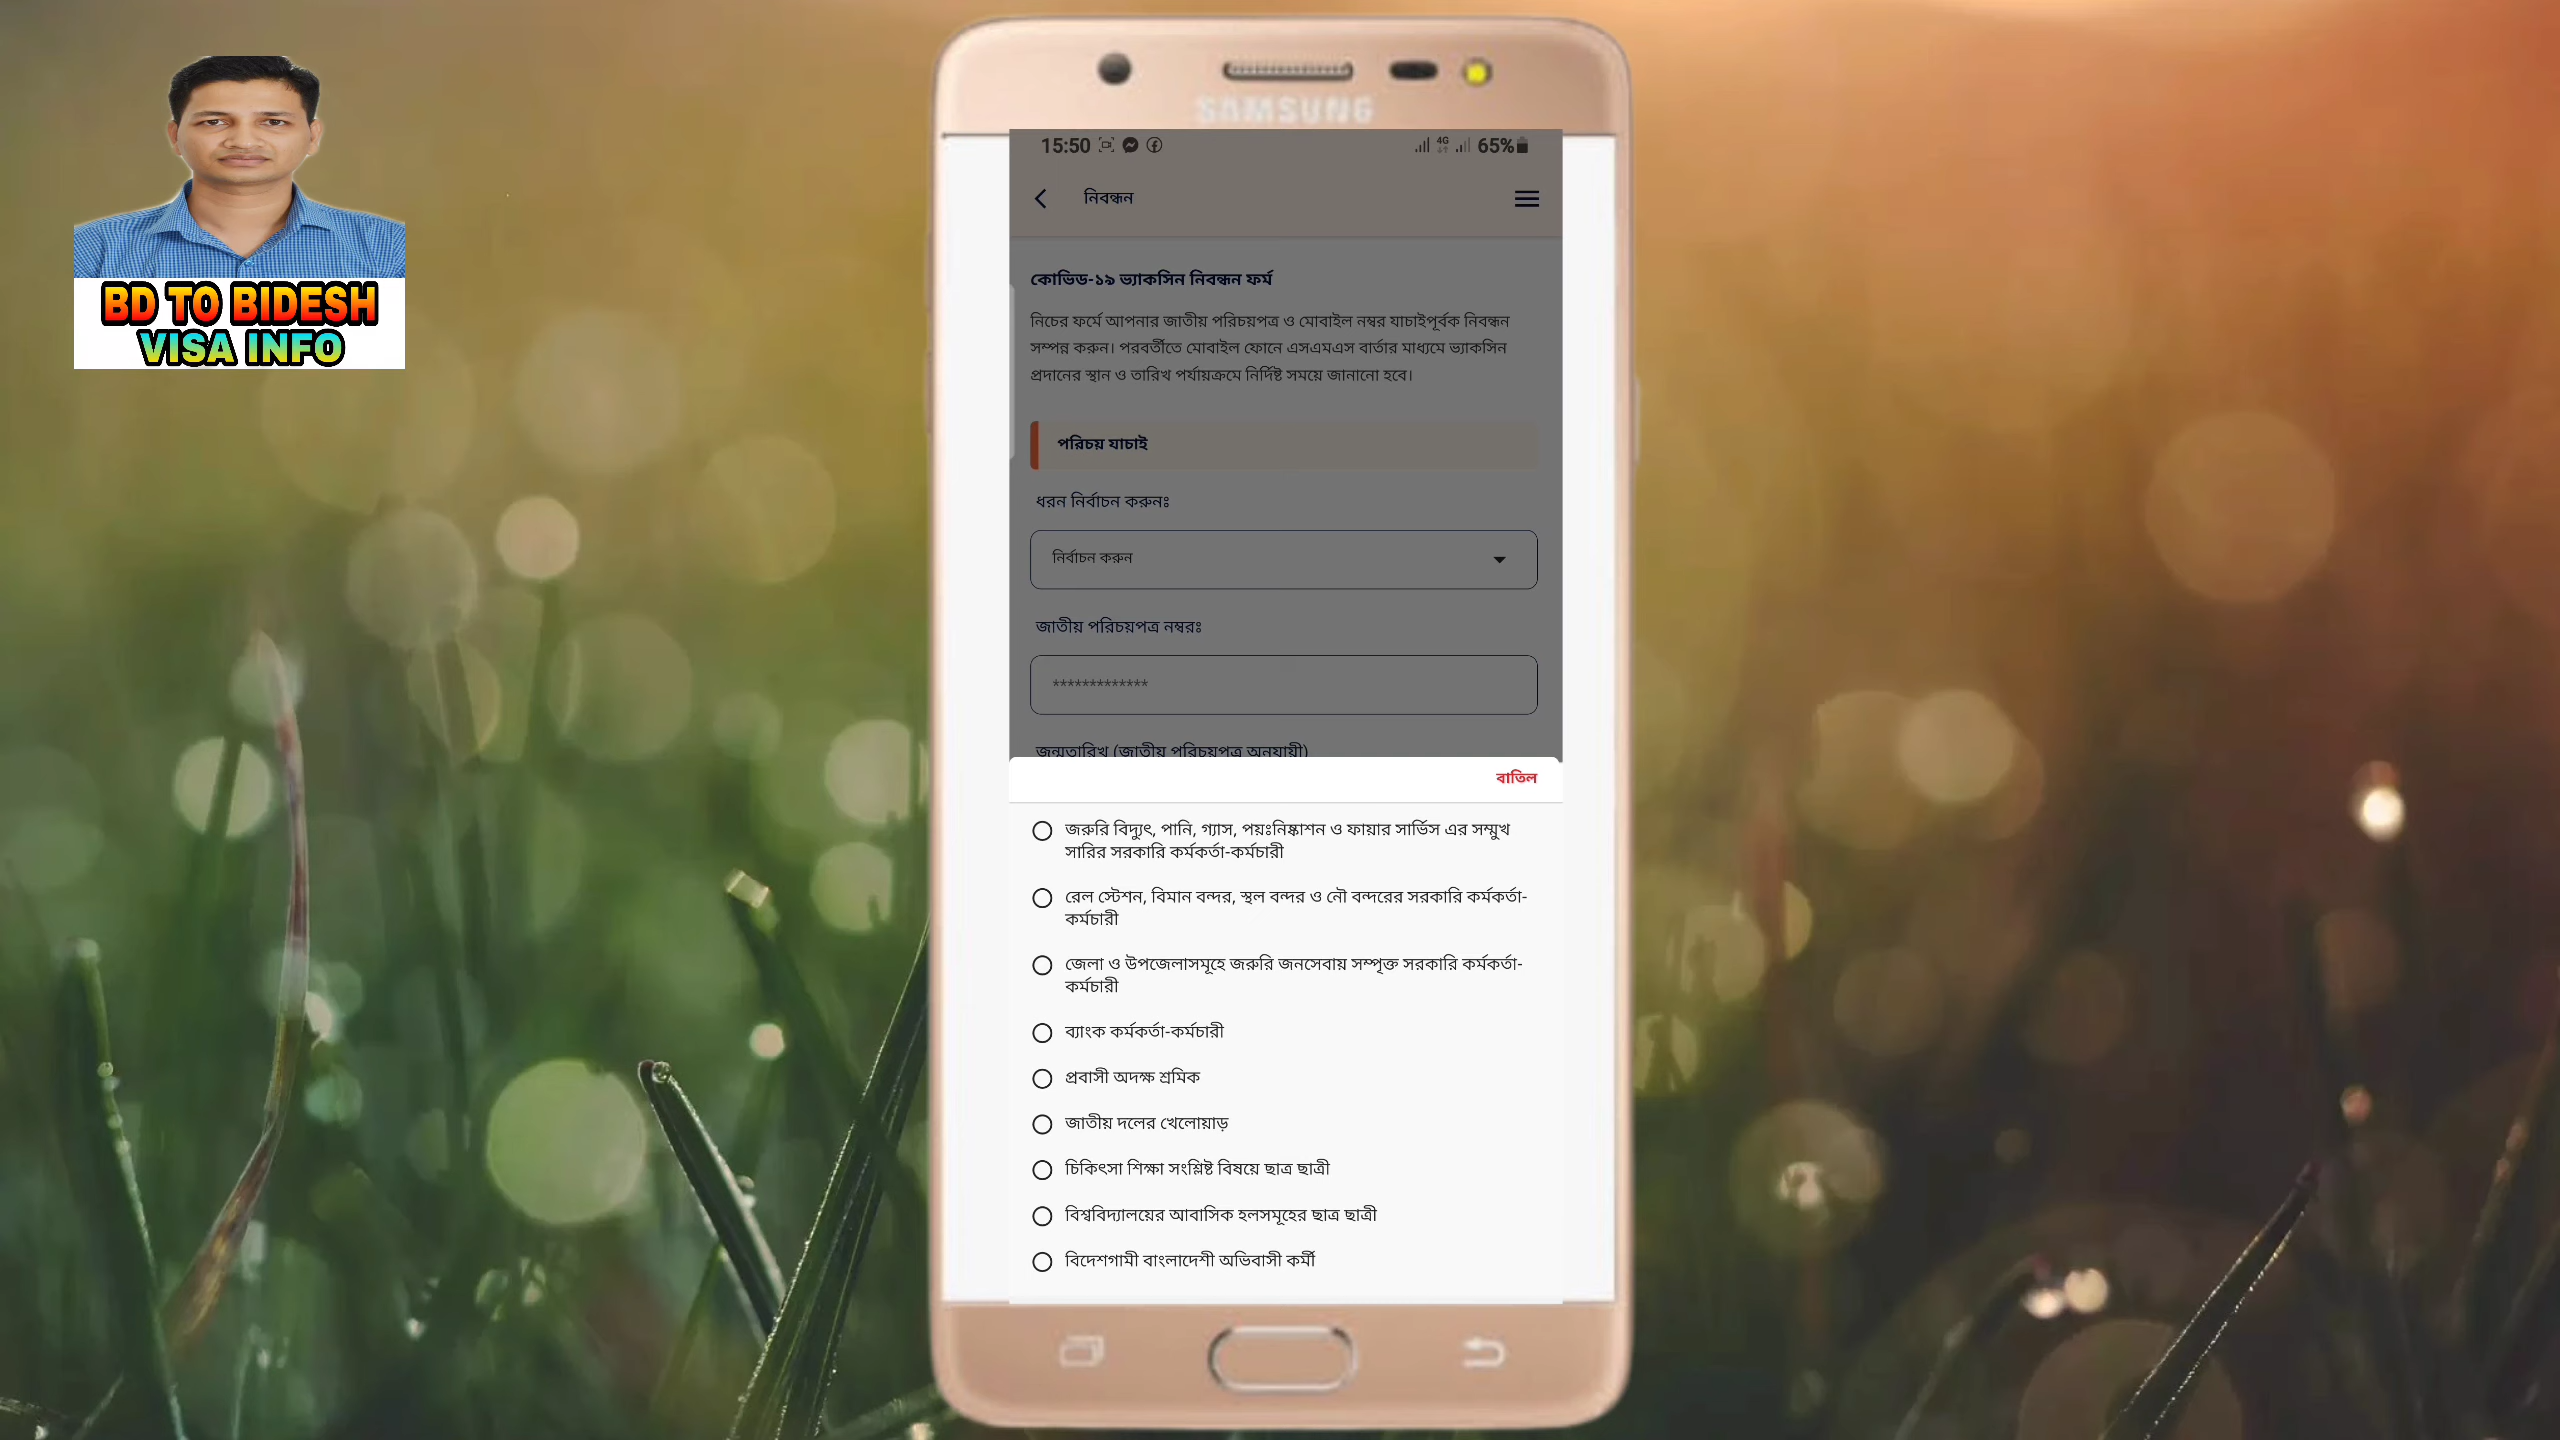 BD TO BIDESH
VISA INFO
SAMSUNG
15:50
4G
65%
নিবন্ধন
কোভিড-১৯ ভ্যাকসিন নিবন্ধন ফর্ম
নিচের ফর্মে আপনার জাতীয় পরিচয়পত্র ও মোবাইল নম্বর যাচাইপূর্বক নিবন্ধন
সম্পন্ন করুন। পরবর্তীতে মোবাইল ফোনে এসএমএস বার্তার মাধ্যমে ভ্যাকসিন
প্রদানের স্থান ও তারিখ পর্যায়ক্রমে নির্দিষ্ট সময়ে জানানো হবে।
পরিচয় যাচাই
ধরন নির্বাচন করুনঃ
নির্বাচন করুন
জাতীয় পরিচয়পত্র নম্বরঃ
*************
জন্মতারিখ (জাতীয় পরিচয়পত্র অনুযায়ী)
বাতিল
জরুরি বিদ্যুৎ, পানি, গ্যাস, পয়ঃনিষ্কাশন ও ফায়ার সার্ভিস এর সম্মুখ
সারির সরকারি কর্মকর্তা-কর্মচারী
রেল স্টেশন, বিমান বন্দর, স্থল বন্দর ও নৌ বন্দরের সরকারি কর্মকর্তা-
কর্মচারী
জেলা ও উপজেলাসমূহে জরুরি জনসেবায় সম্পৃক্ত সরকারি কর্মকর্তা-
কর্মচারী
ব্যাংক কর্মকর্তা-কর্মচারী
প্রবাসী অদক্ষ শ্রমিক
জাতীয় দলের খেলোয়াড়
চিকিৎসা শিক্ষা সংশ্লিষ্ট বিষয়ে ছাত্র ছাত্রী
বিশ্ববিদ্যালয়ের আবাসিক হলসমূহের ছাত্র ছাত্রী
বিদেশগামী বাংলাদেশী অভিবাসী কর্মী